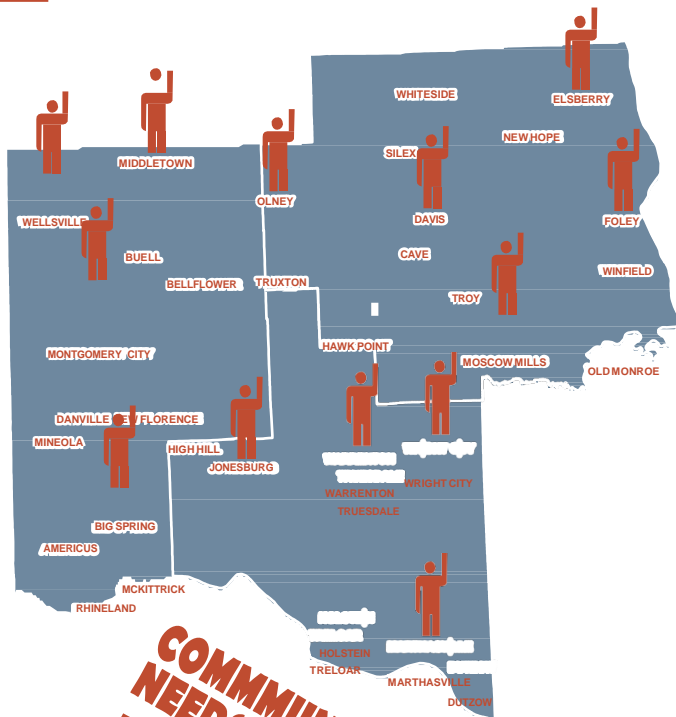 ELSBERRY
WHITESIDE
NEW HOPE
SILEX
MIDDLETOWN
OLNEY
DAVIS
FOLEY
WELLSVILLE
BUELL
CAVE
WINFIELD
BELLFLOWER
TRUXTON
TROY
HAWK POINT
MONTGOMERY CITY
MOSCOW MILLS
OLD MONROE
DANVILLE
NEW FLORENCE
MINEOLA
HIGH HILL
JONESBURG
WRIGHT CITY
WARRENTON
TRUESDALE
BIG SPRING
AMERICUS
MCKITTRICK
RHINELAND
HOLSTEIN
TRELOAR
MARTHASVILLE
DUTZOW
COMMMUN
NEEDS